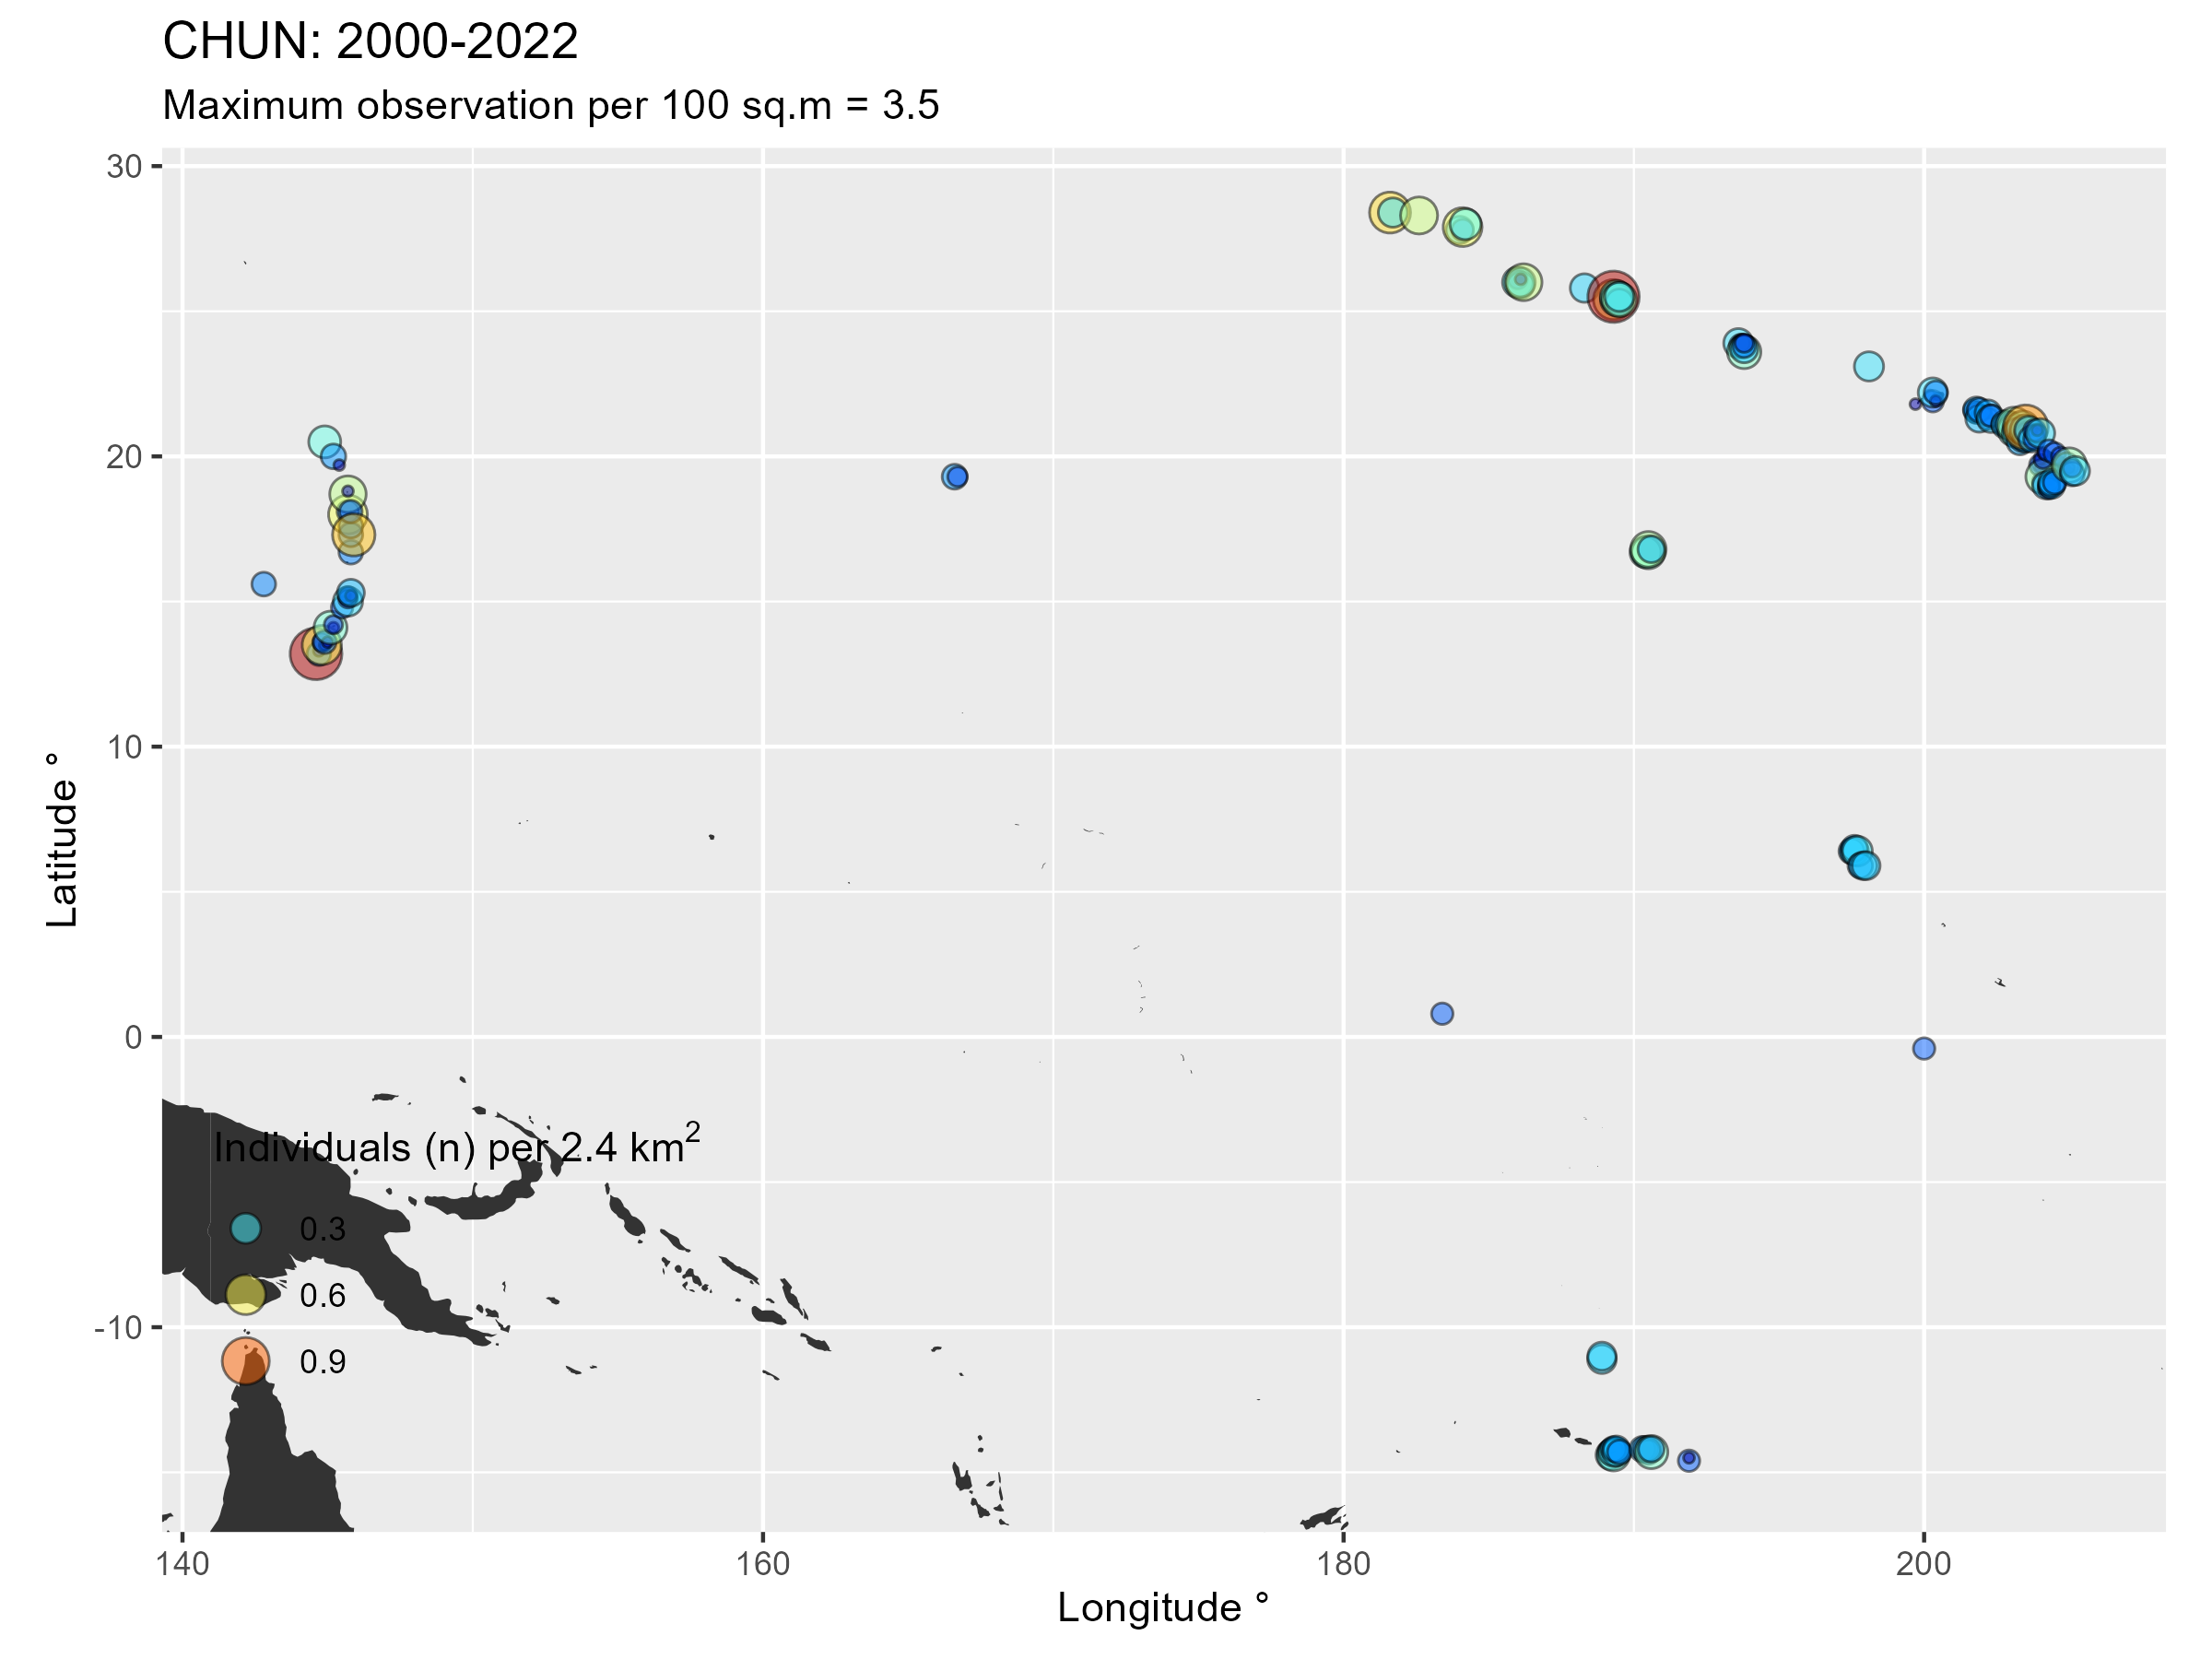 CHUN: 2000-2022
Maximum observation per 100 sq.m = 3.5
30
20
10
0
-10
Latitude °
Individuals (n) per 2.4 km²
0.3
0.6
0.9
140 160 180 200
Longitude °